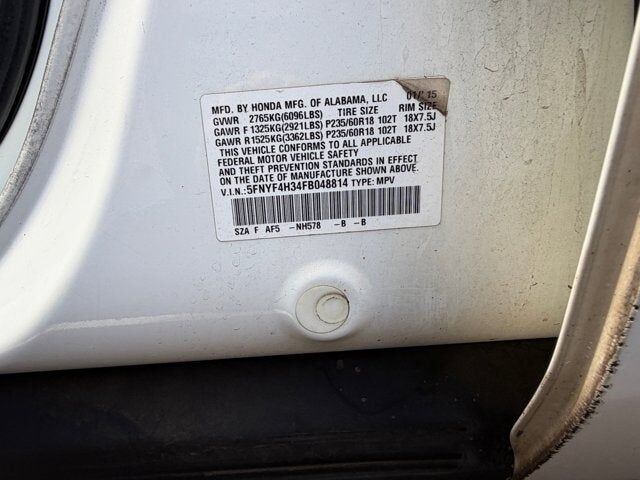 MFD. BY HONDA MFG. OF ALABAMA, LLC 01/'15
GVWR 2765KG(6096LBS) TIRE SIZE RIM SIZE
GAWR F 1325KG(2921LBS) P235/60R18 102T 18X7.5J
GAWR R1525KG(3362LBS) P235/60R18 102T 18X7.5J
THIS VEHICLE CONFORMS TO ALL APPLICABLE
FEDERAL MOTOR VEHICLE SAFETY
AND THEFT PREVENTION STANDARDS IN EFFECT
ON THE DATE OF MANUFACTURE SHOWN ABOVE.
V.I.N.:5FNYF4H34FB048814 TYPE: MPV
SZA F AF5 -NH578 -B -B